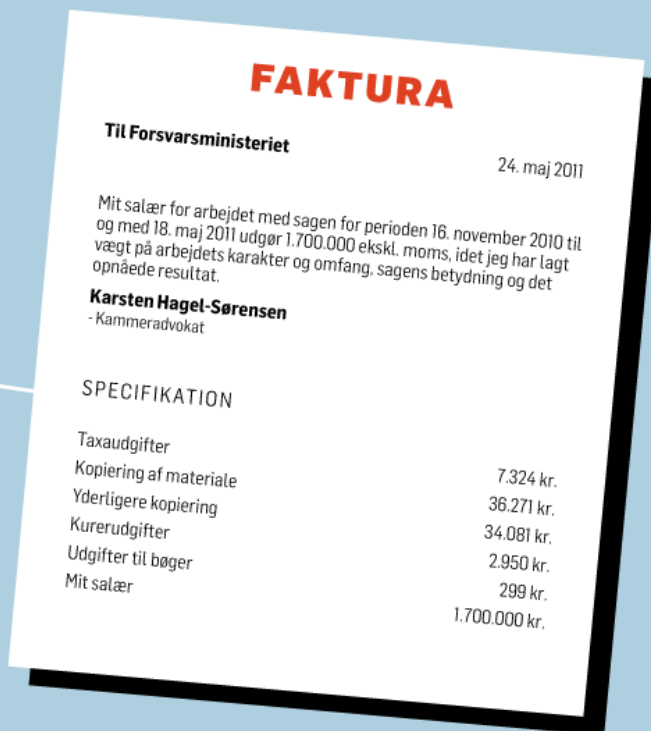 FAKTURA
Til Forsvarsministeriet
24. maj 2011
Mit salær for arbejdet med sagen for perioden 16. november 2010 til
og med 18. maj 2011 udgør 1.700.000 ekskl. moms, idet jeg har lagt
vægt på arbejdets karakter og omfang, sagens betydning og det
opnåede resultat.
Karsten Hagel-Sørensen
- Kammeradvokat
SPECIFIKATION
Taxaudgifter 7.324 kr.
Kopiering af materiale 36.271 kr.
Yderligere kopiering 34.081 kr.
Kurerudgifter 2.950 kr.
Udgifter til bøger 299 kr.
Mit salær 1.700.000 kr.